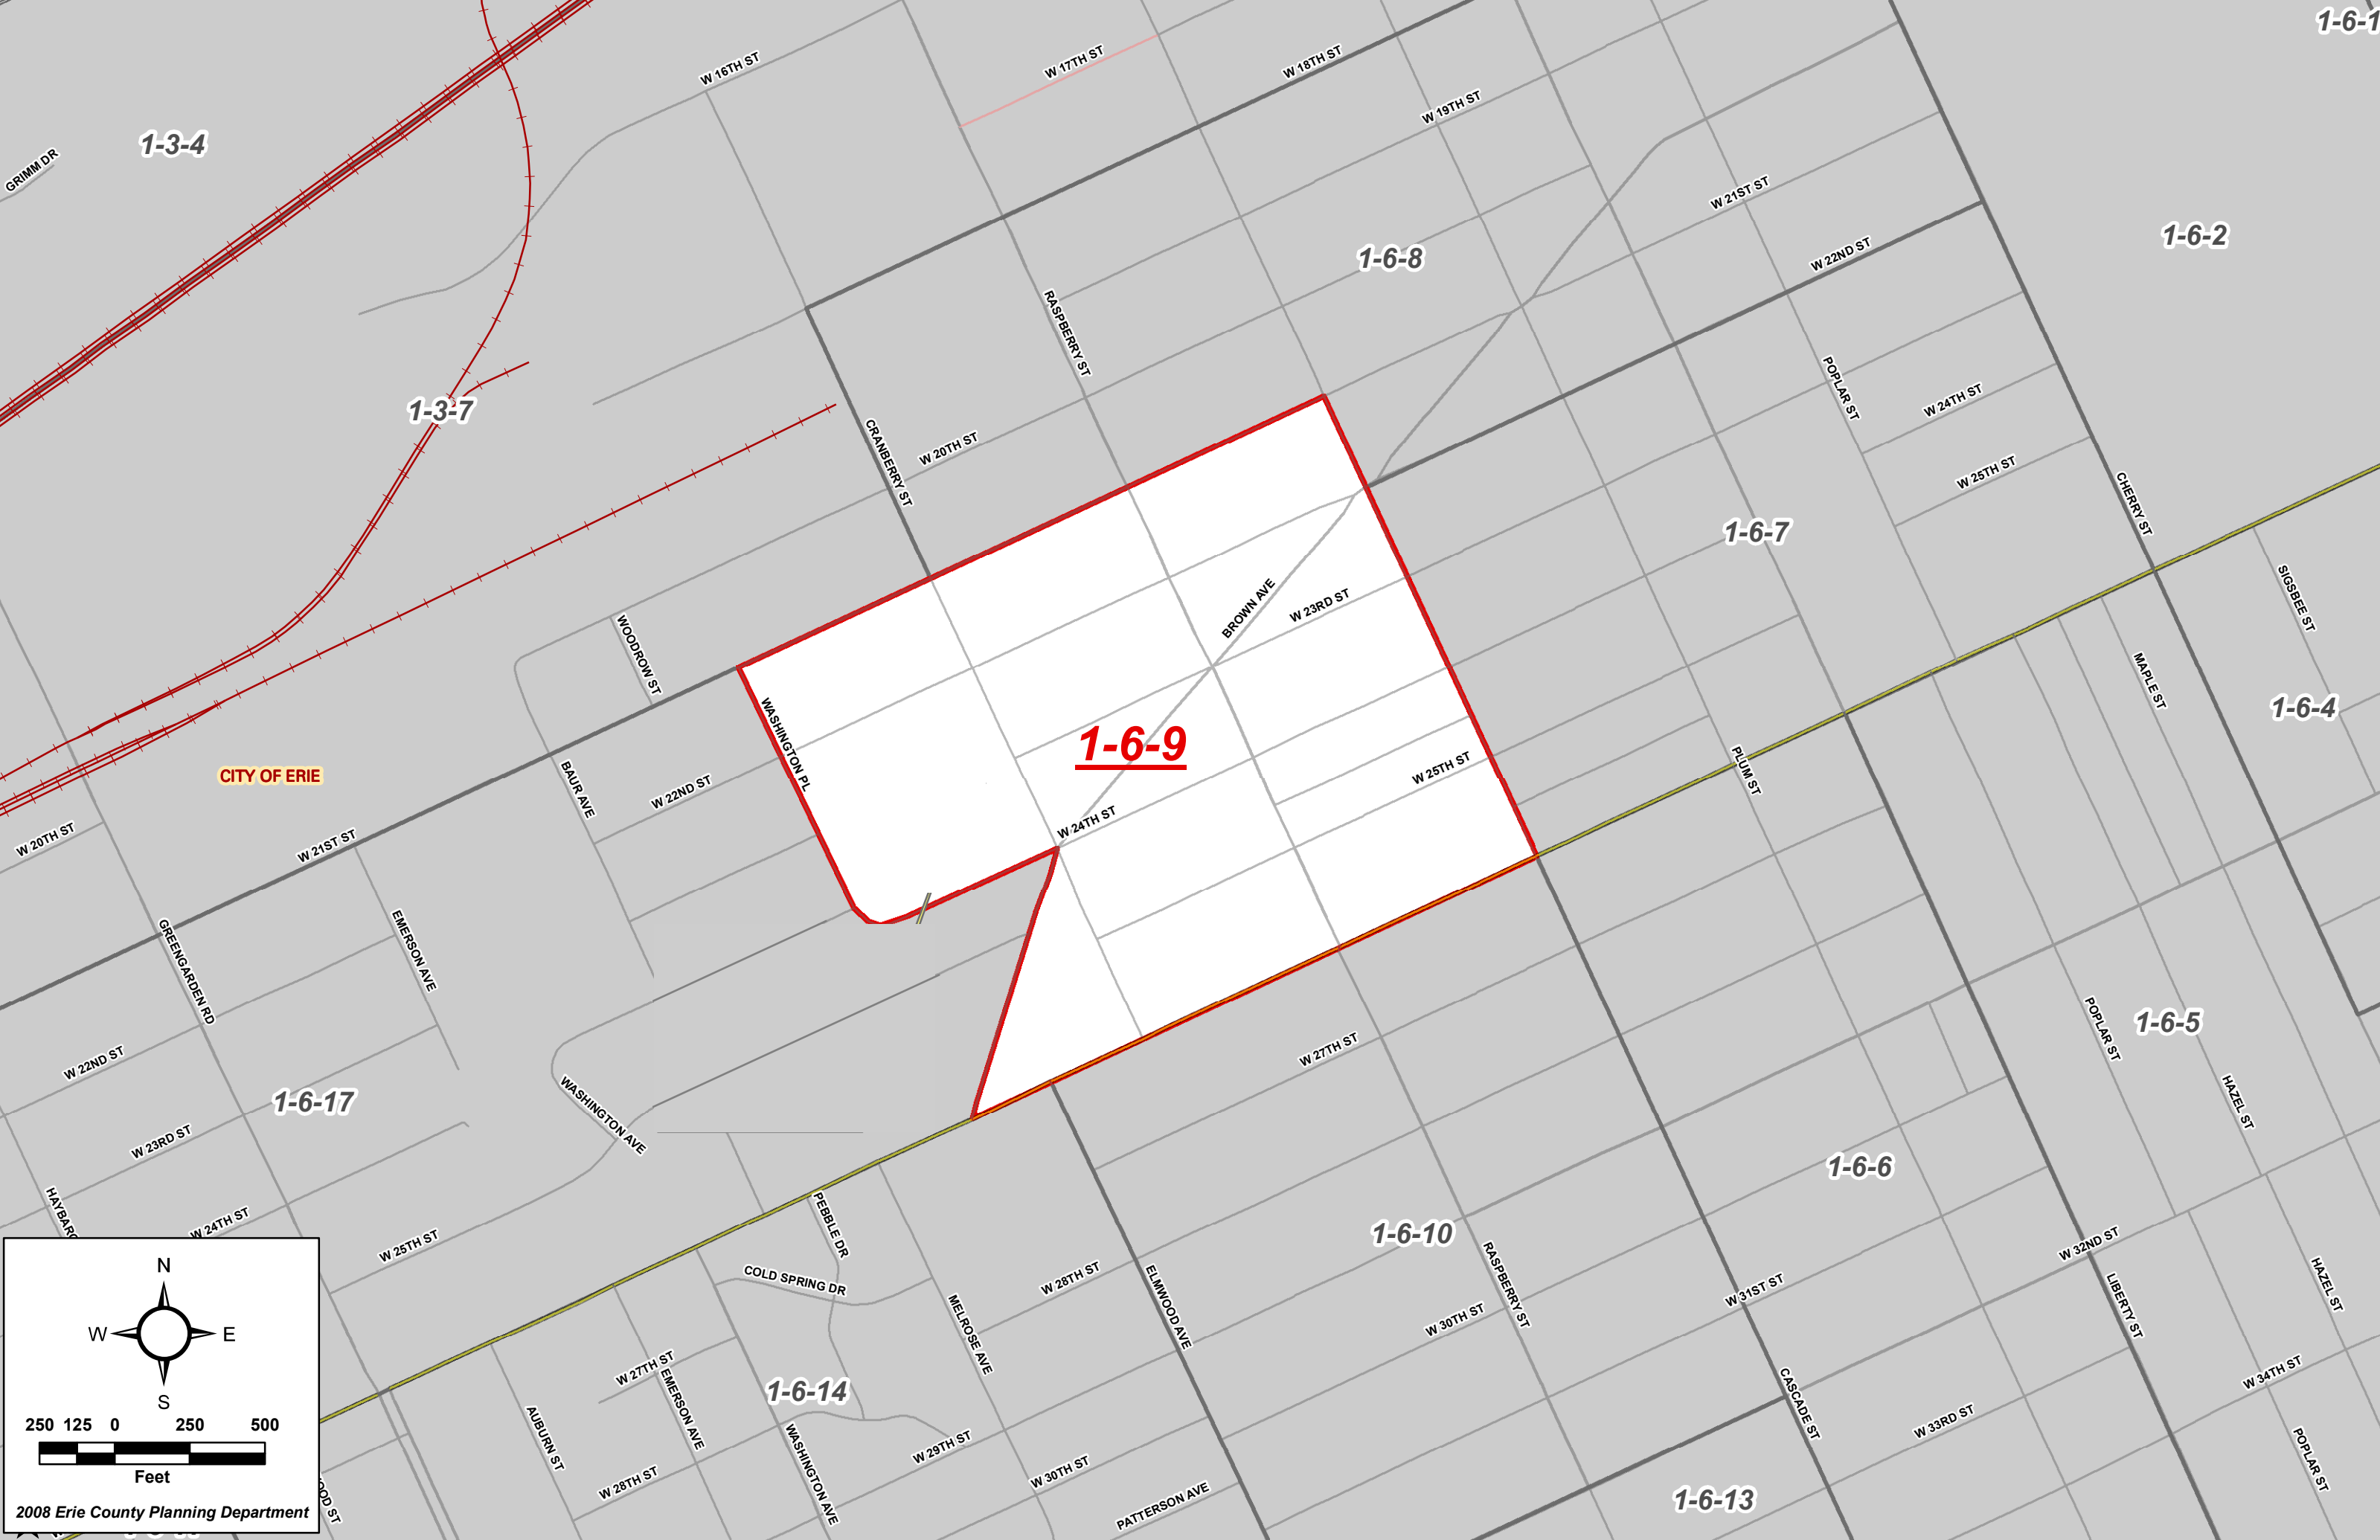 1-6-1
W 16TH ST
W 17TH ST
W 18TH ST
W 19TH ST
1-3-4
GRIMM DR
W 21ST ST
1-6-2
W 22ND ST
1-6-8
RASPBERRY ST
1-3-7
POPLAR ST
W 24TH ST
CRANBERRY ST
W 20TH ST
W 25TH ST
CHERRY ST
1-6-7
SIGSBEE ST
BROWN AVE
W 23RD ST
WOODROW ST
MAPLE ST
1-6-4
WASHINGTON PL
1-6-9
CITY OF ERIE
BAUR AVE
W 22ND ST
W 25TH ST
PLUM ST
W 24TH ST
W 20TH ST
W 21ST ST
GREENGARDEN RD
EMERSON AVE
1-6-5
POPLAR ST
W 27TH ST
W 22ND ST
1-6-17
WASHINGTON AVE
HAZEL ST
W 23RD ST
1-6-6
W 24TH ST
W 25TH ST
PEBBLE DR
1-6-10
W 32ND ST
RASPBERRY ST
COLD SPRING DR
W 28TH ST
ELMWOOD AVE
W 31ST ST
HAZEL ST
LIBERTY ST
MELROSE AVE
W 30TH ST
W 27TH ST
EMERSON AVE
1-6-14
CASCADE ST
W 34TH ST
AUBURN ST
WASHINGTON AVE
W 29TH ST
W 33RD ST
POPLAR ST
W 28TH ST
W 30TH ST
PATTERSON AVE
1-6-13
N
W E
S
250 125 0 250 500
Feet
2008 Erie County Planning Department